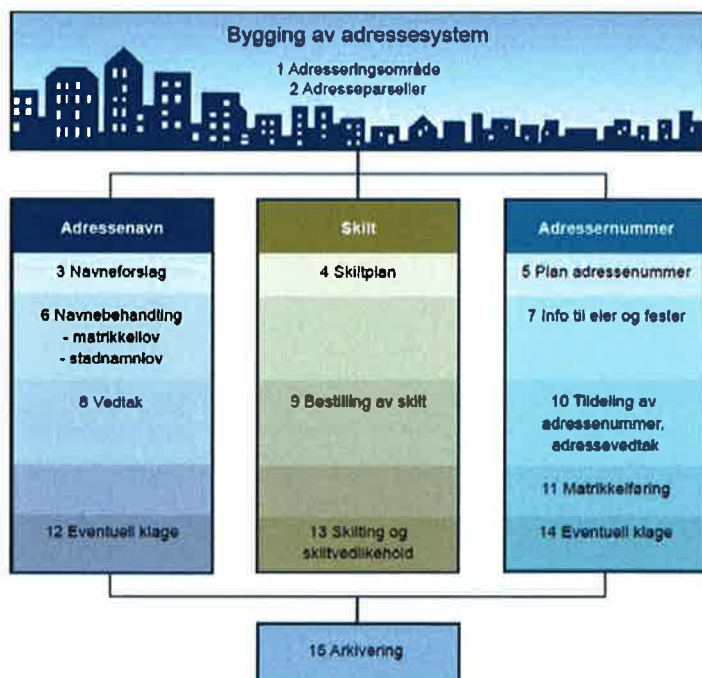 Bygging av adressesystem
1 Adresseringsområde
2 Adresseparseller
Adressenavn
3 Navneforslag
6 Navnebehandling
- matrikkellov
- stadnamnlov
8 Vedtak
12 Eventuell klage
Skilt
4 Skiltplan
9 Bestilling av skilt
13 Skilting og
skiltvedlikehold
Adressernummer
5 Plan adressenummer
7 Info til eier og fester
10 Tildeling av
adressenummer,
adressevedtak
11 Matrikkelføring
14 Eventuell klage
15 Arkivering